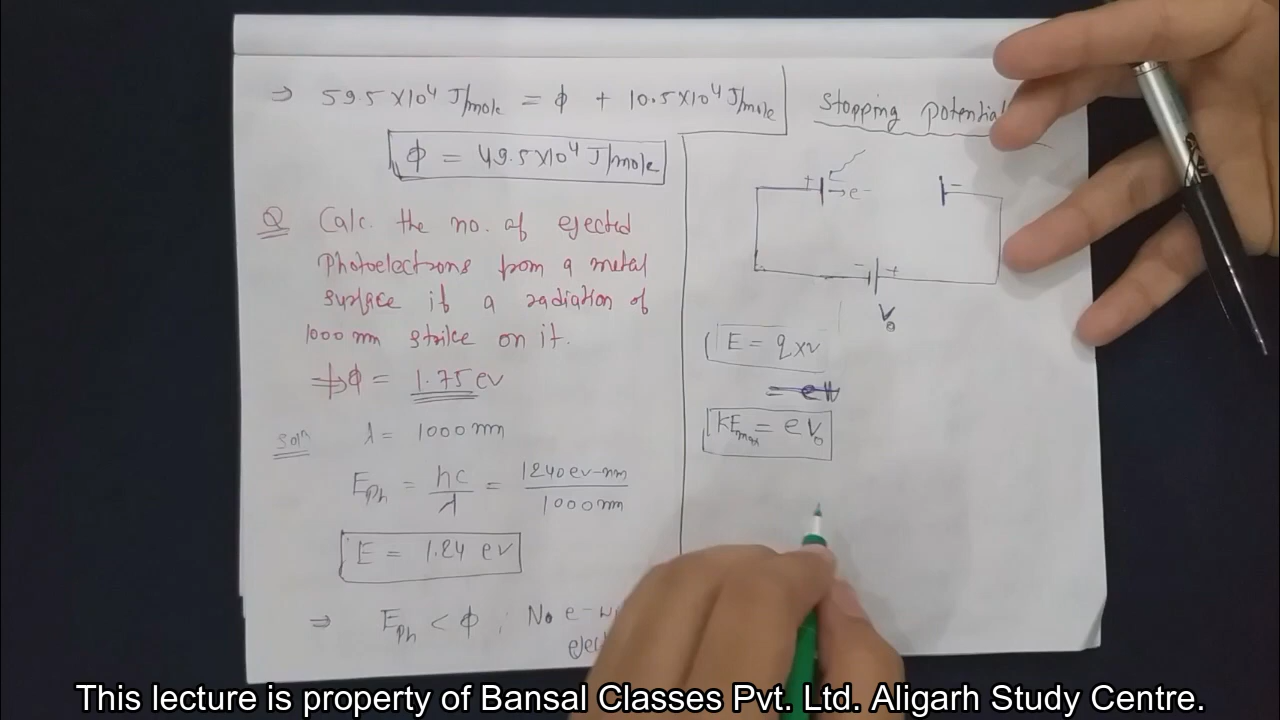 ⇒ 59.5×10⁴ J/mole = ϕ + 10.5×10⁴ J/mole
ϕ = 49.5×10⁴ J/mole
Q Calc. the no. of ejected
photoelectrons from a metal
surface if a radiation of
1000 nm strike on it.
⇒ ϕ = 1.75 ev
Solⁿ λ = 1000 nm
E_Ph = hc/λ = 1240 ev-nm/1000 nm
E = 1.24 ev
⇒ E_Ph < ϕ ; No e-
Stopping Potential
+ e- -
- +
V₀
E = q×v
KE_max = eV₀
This lecture is property of Bansal Classes Pvt. Ltd. Aligarh Study Centre.